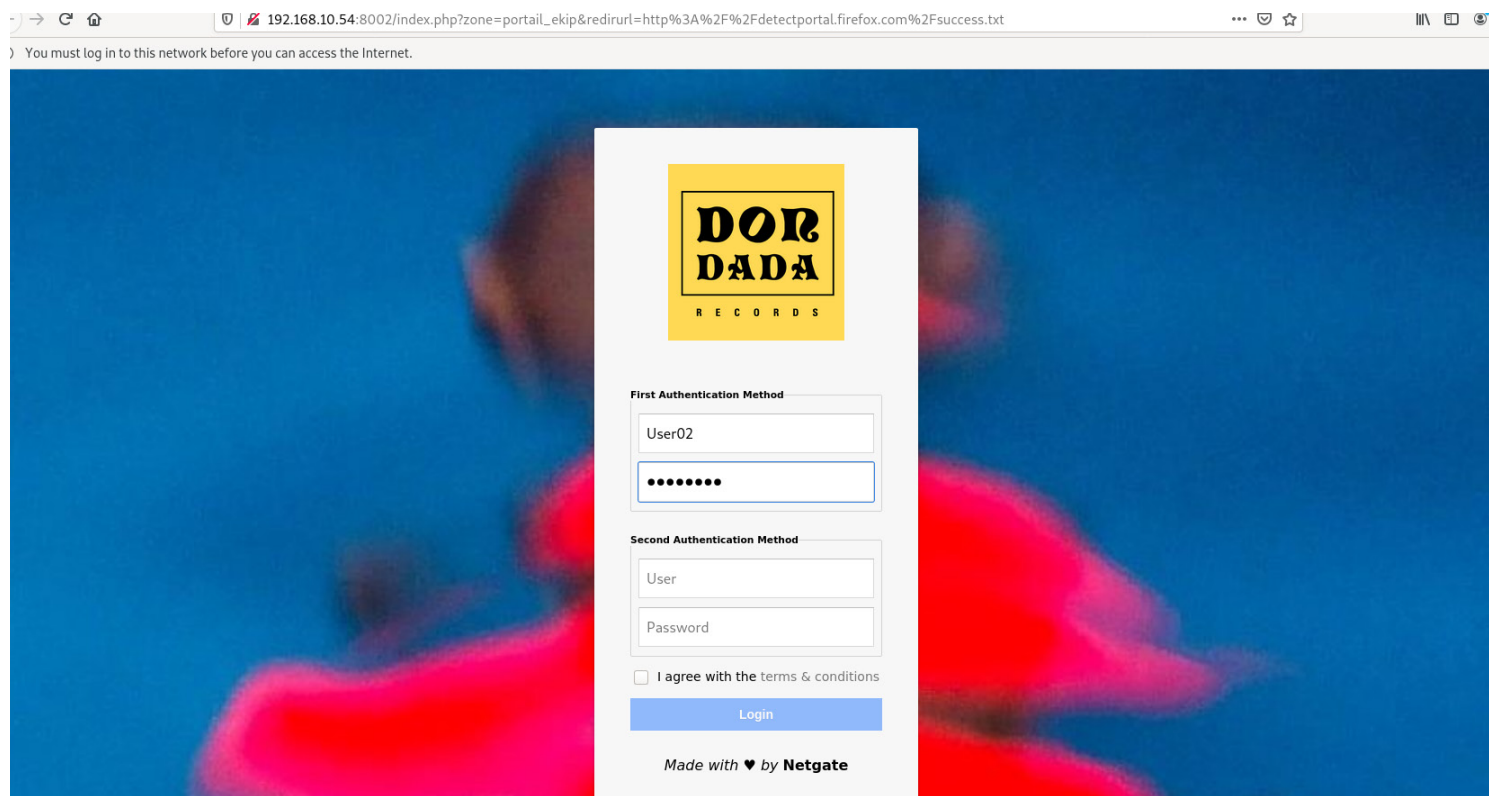 192.168.10.54:8002/index.php?zone=portail_ekip&redirurl=http%3A%2F%2Fdetectportal.firefox.com%2Fsuccess.txt
You must log in to this network before you can access the Internet.
DON
DADA
RECORDS
First Authentication Method
User02
Second Authentication Method
User
Password
I agree with the terms & conditions
Login
Made with ♥ by Netgate